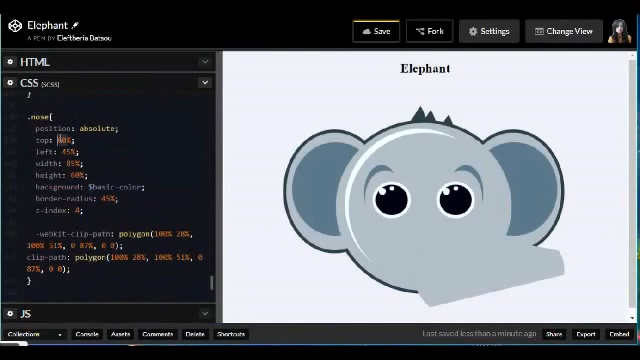 Elephant
A PEN BY Eleftheria Batsou
Save
Fork
Settings
Change View
HTML
CSS (SCSS)
}
.nose{
position: absolute;
left: 45%;
width: 85%;
height: 60%;
background: $basic-color;
border-radius: 45%;
z-index: 4;
-webkit-clip-path: polygon(100% 28%,
100% 51%, 0 87%, 0 0);
clip-path: polygon(100% 28%, 100% 51%, 0
87%, 0 0);
}
JS
Elephant
Collections
Console
Assets
Comments
Delete
Shortcuts
Last saved less than a minute ago
Share
Export
Embed